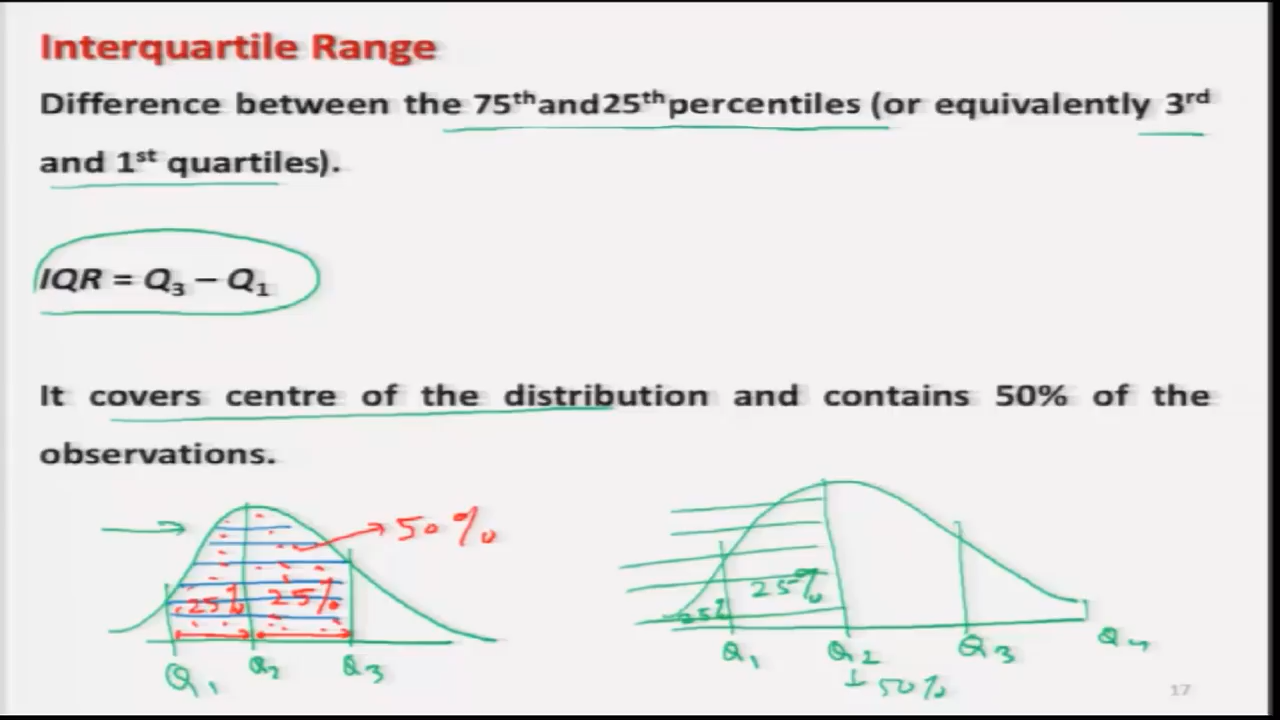 Interquartile Range
Difference between the 75th and 25th percentiles (or equivalently 3rd
and 1st quartiles).
IQR = Q3 – Q1
It covers centre of the distribution and contains 50% of the
observations.
50%
25% 25%
Q1 Q2 Q3
25% 25%
Q1 Q2 Q3 Q4
50%
17